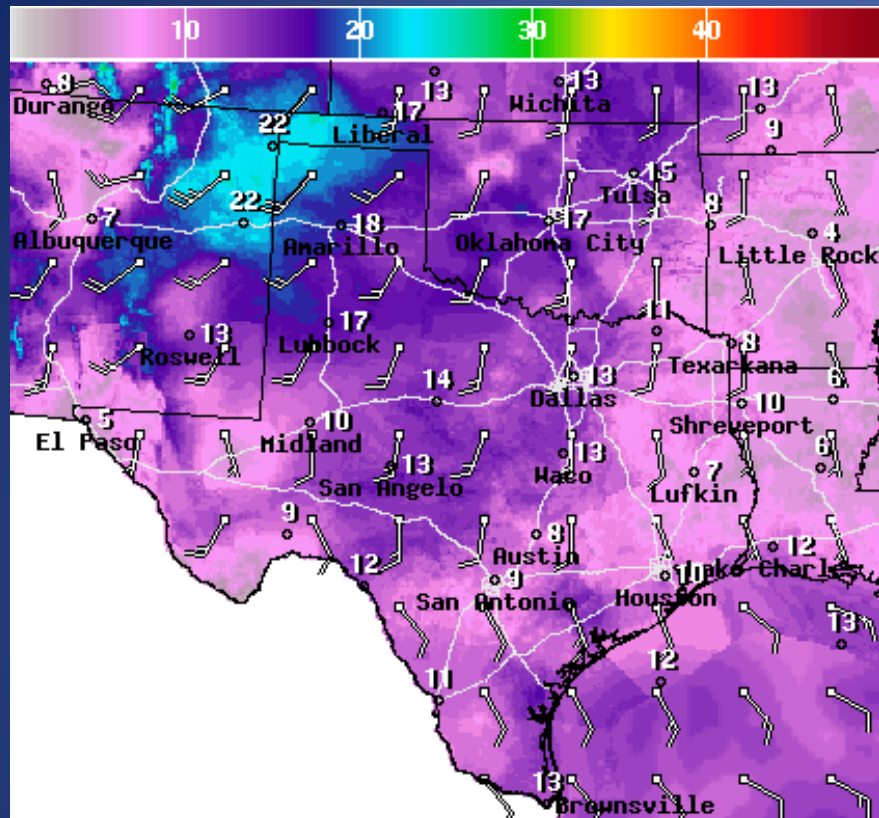 10 20 30 40
8 13 13 13
Durango Wichita
17
Liberal
22 9
15
Tulsa
22 7 18 17 8 4
Albuquerque Amarillo Oklahoma City Little Rock
13 17 11 8
Roswell Lubbock Texarkana
14 13 6
Dallas
5 10 10
El Paso Midland Shreveport
13 13 7 6
San Angelo Waco Lufkin
9 8 12
Austin
12 9 10 Lake Charles
San Antonio Houston
13
12
11
13
Brownsville